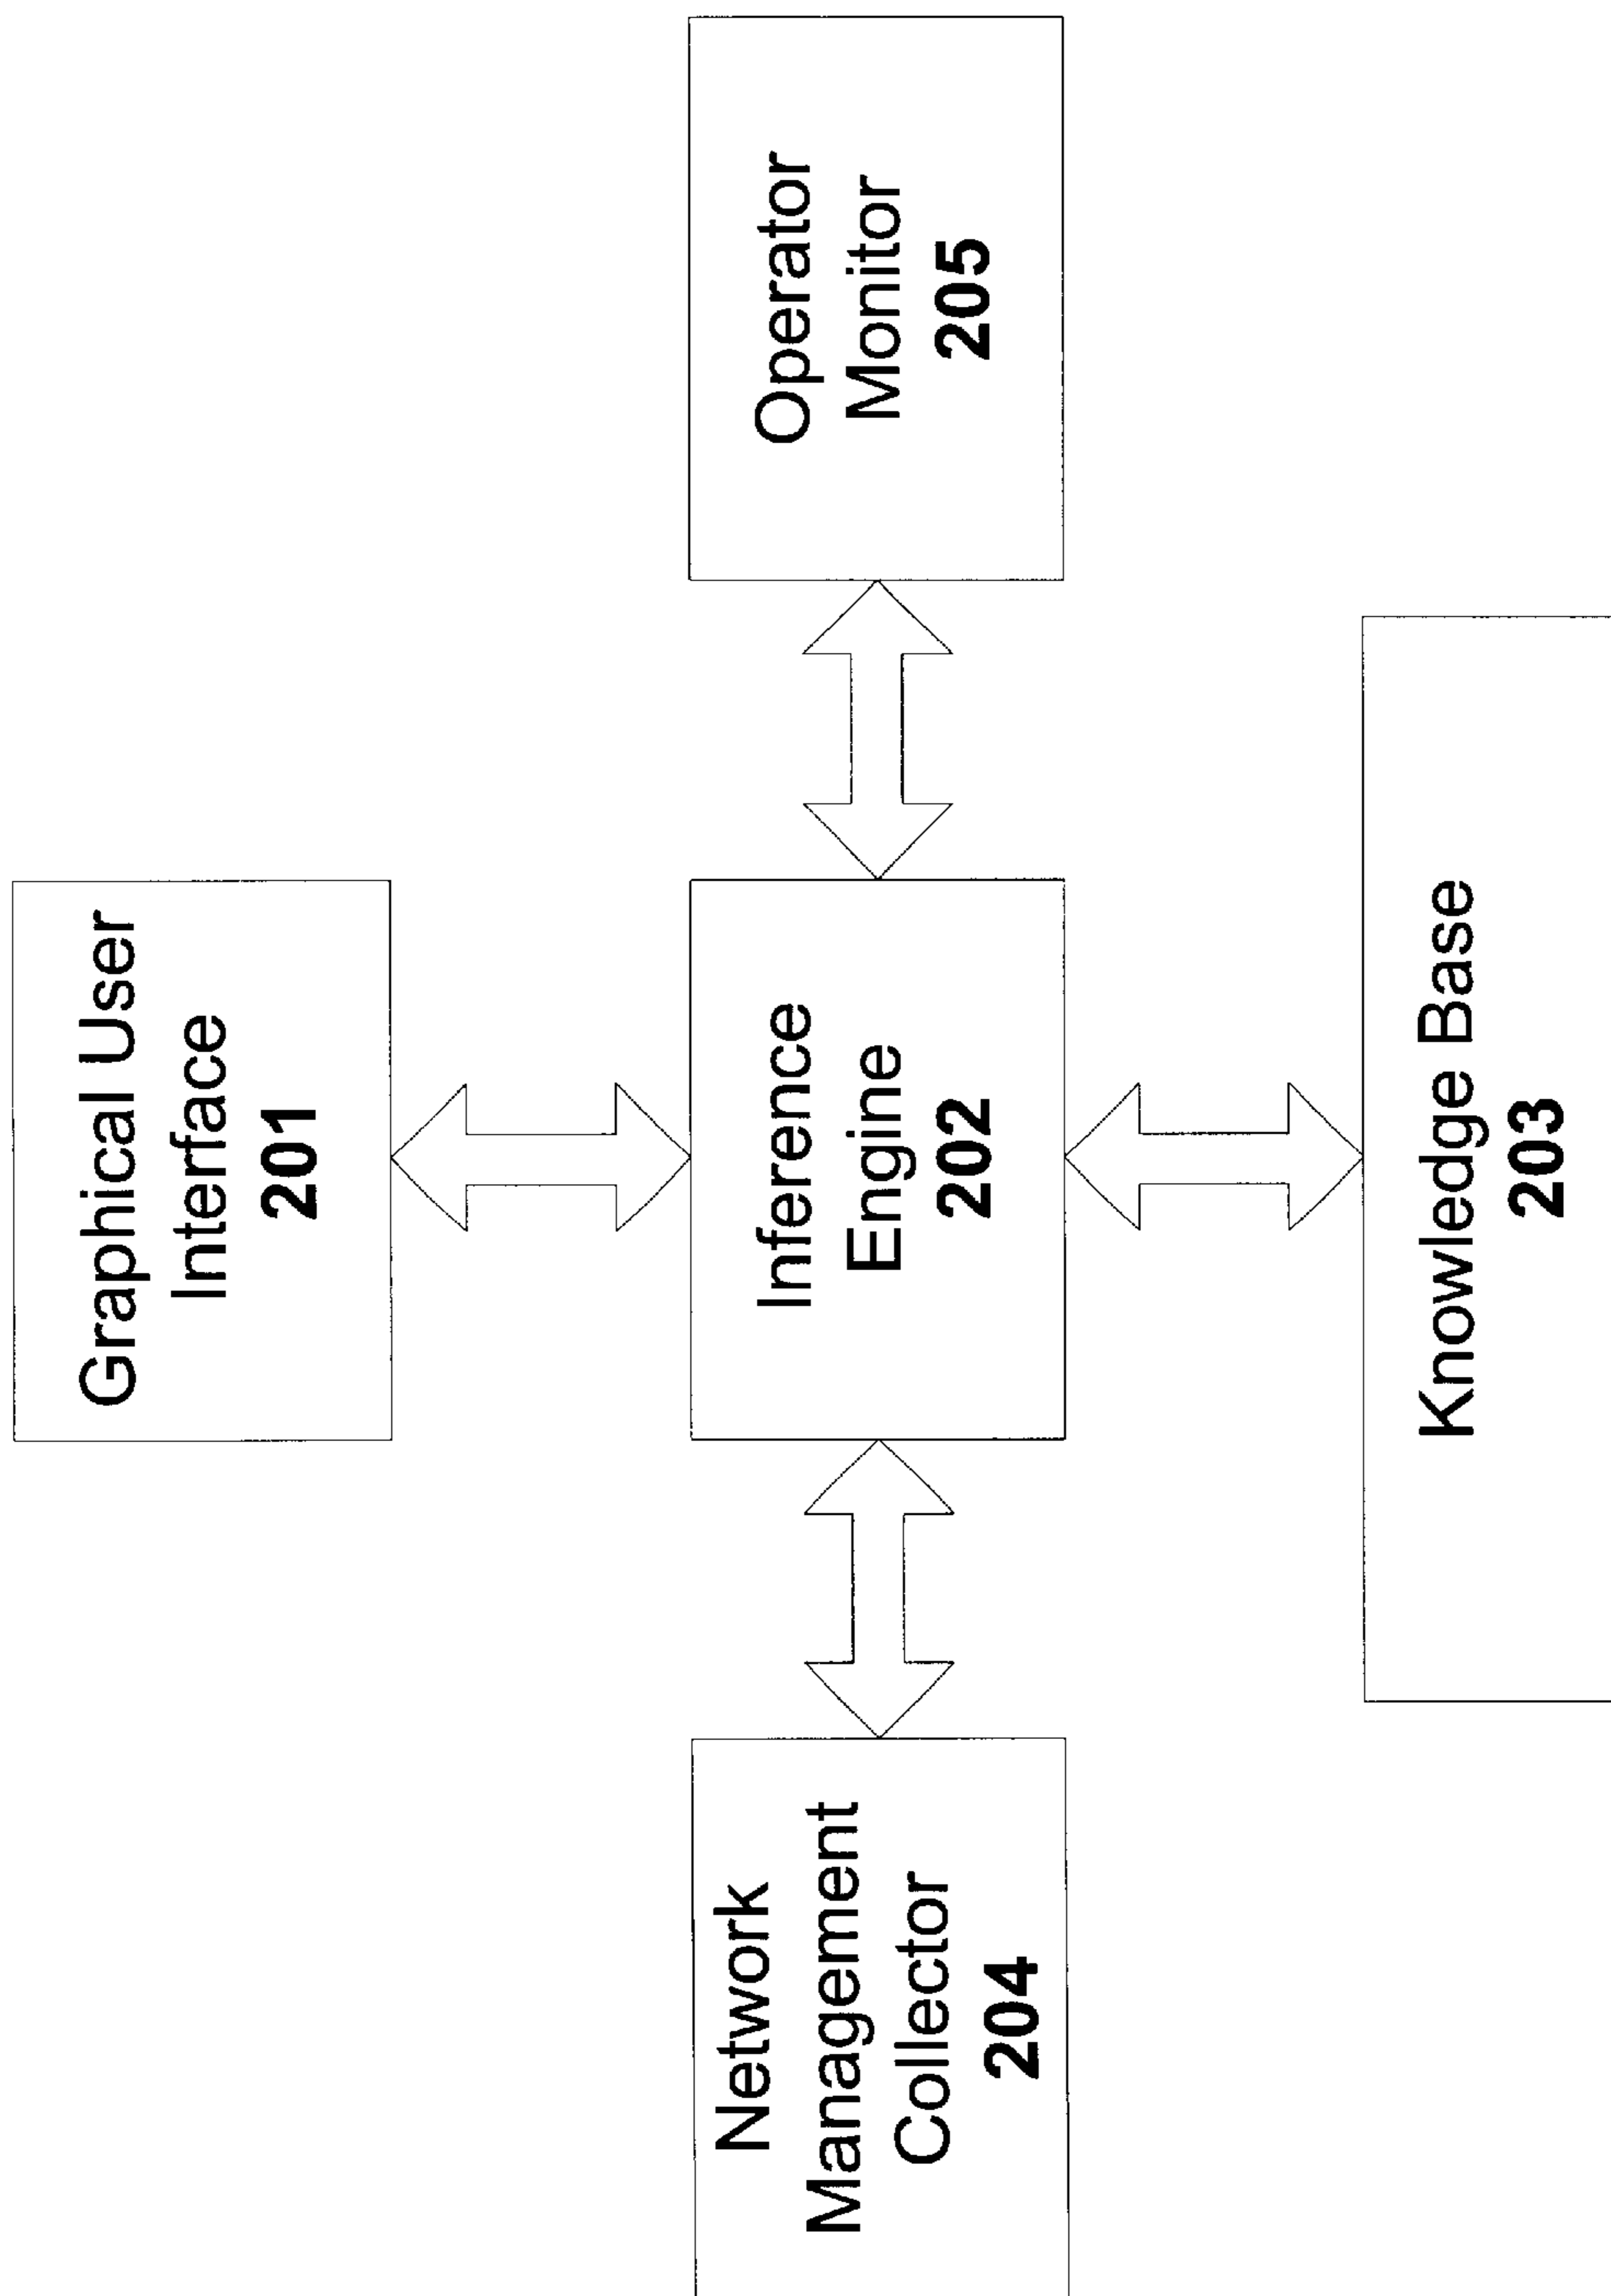 Graphical User
Interface
201
Network
Management
Collector
204
Inference
Engine
202
Operator
Monitor
205
Knowledge Base
203